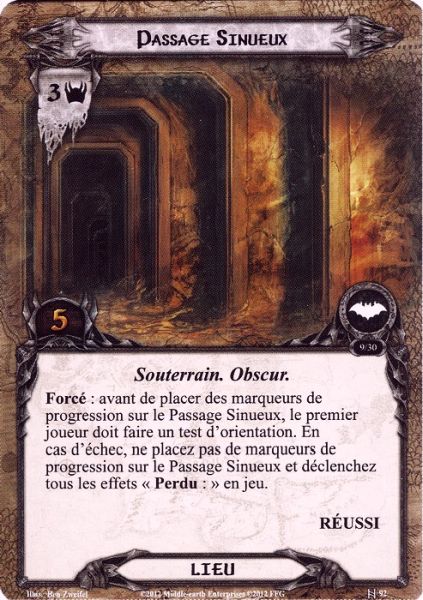 Passage Sinueux
3
5
9/30
Souterrain. Obscur.
Forcé : avant de placer des marqueurs de
progression sur le Passage Sinueux, le premier
joueur doit faire un test d’orientation. En
cas d’échec, ne placez pas de marqueurs de
progression sur le Passage Sinueux et déclenchez
tous les effets « Perdu : » en jeu.
RÉUSSI
LIEU
Illus. Ben Zweifel ©2012 Middle-earth Enterprises ©2012 FFG 92